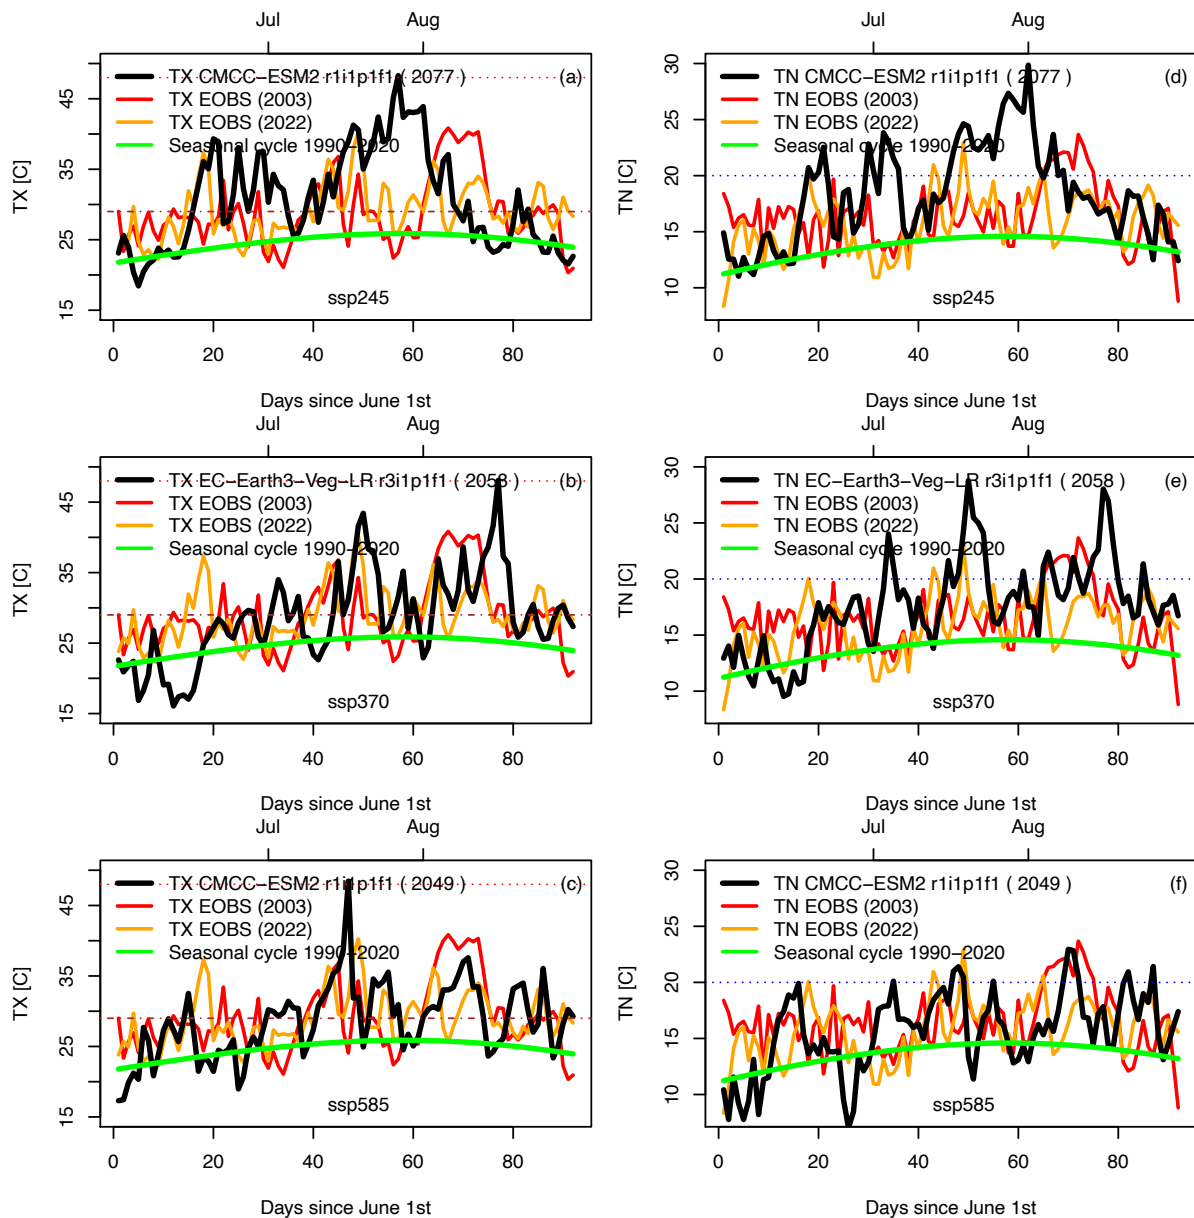 Jul Aug
TX CMCC−ESM2 r1i1p1f1 ( 2077 ) (a)
TX EOBS (2003)
TX EOBS (2022)
Seasonal cycle 1990−2020
ssp245
TX [C]
15 25 35 45
0 20 40 60 80
Days since June 1st
Jul Aug
TN CMCC−ESM2 r1i1p1f1 ( 2077 ) (d)
TN EOBS (2003)
TN EOBS (2022)
Seasonal cycle 1990−2020
ssp245
TN [C]
10 15 20 25 30
0 20 40 60 80
Days since June 1st
Jul Aug
TX EC−Earth3−Veg−LR r3i1p1f1 ( 2058 ) (b)
TX EOBS (2003)
TX EOBS (2022)
Seasonal cycle 1990−2020
ssp370
TX [C]
15 25 35 45
0 20 40 60 80
Days since June 1st
Jul Aug
TN EC−Earth3−Veg−LR r3i1p1f1 ( 2058 ) (e)
TN EOBS (2003)
TN EOBS (2022)
Seasonal cycle 1990−2020
ssp370
TN [C]
10 15 20 25 30
0 20 40 60 80
Days since June 1st
Jul Aug
TX CMCC−ESM2 r1i1p1f1 ( 2049 ) (c)
TX EOBS (2003)
TX EOBS (2022)
Seasonal cycle 1990−2020
ssp585
TX [C]
15 25 35 45
0 20 40 60 80
Days since June 1st
Jul Aug
TN CMCC−ESM2 r1i1p1f1 ( 2049 ) (f)
TN EOBS (2003)
TN EOBS (2022)
Seasonal cycle 1990−2020
ssp585
TN [C]
10 15 20 25 30
0 20 40 60 80
Days since June 1st